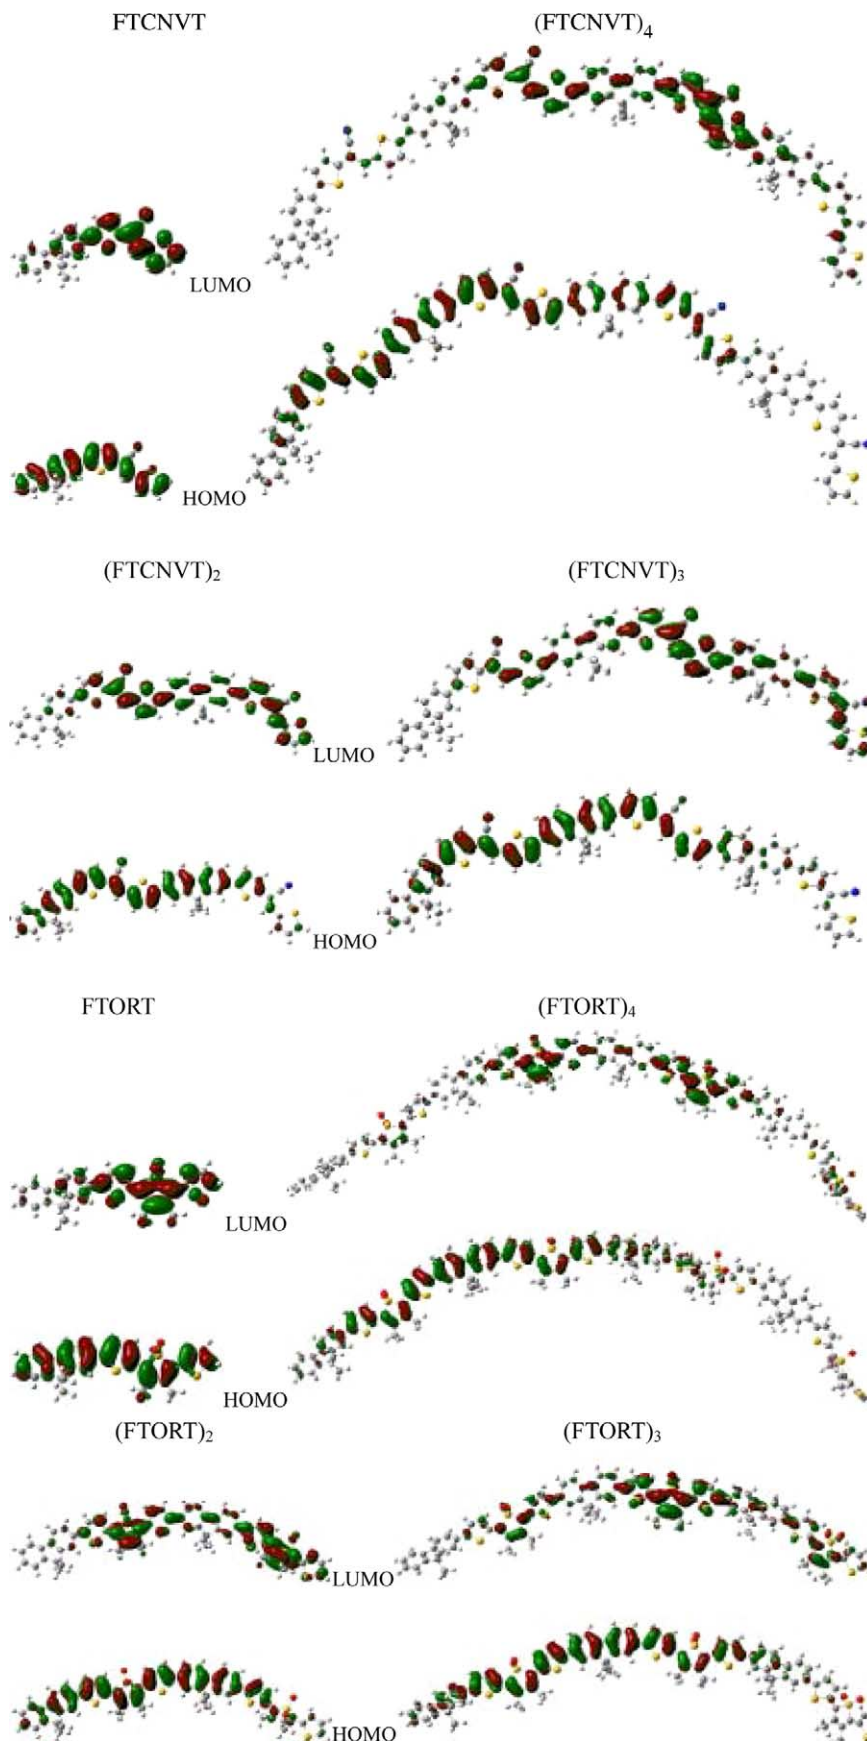 FTCNVT (FTCNVT)₄
LUMO
HOMO
(FTCNVT)₂ (FTCNVT)₃
LUMO
HOMO
FTORT (FTORT)₄
LUMO
HOMO
(FTORT)₂ (FTORT)₃
LUMO
HOMO